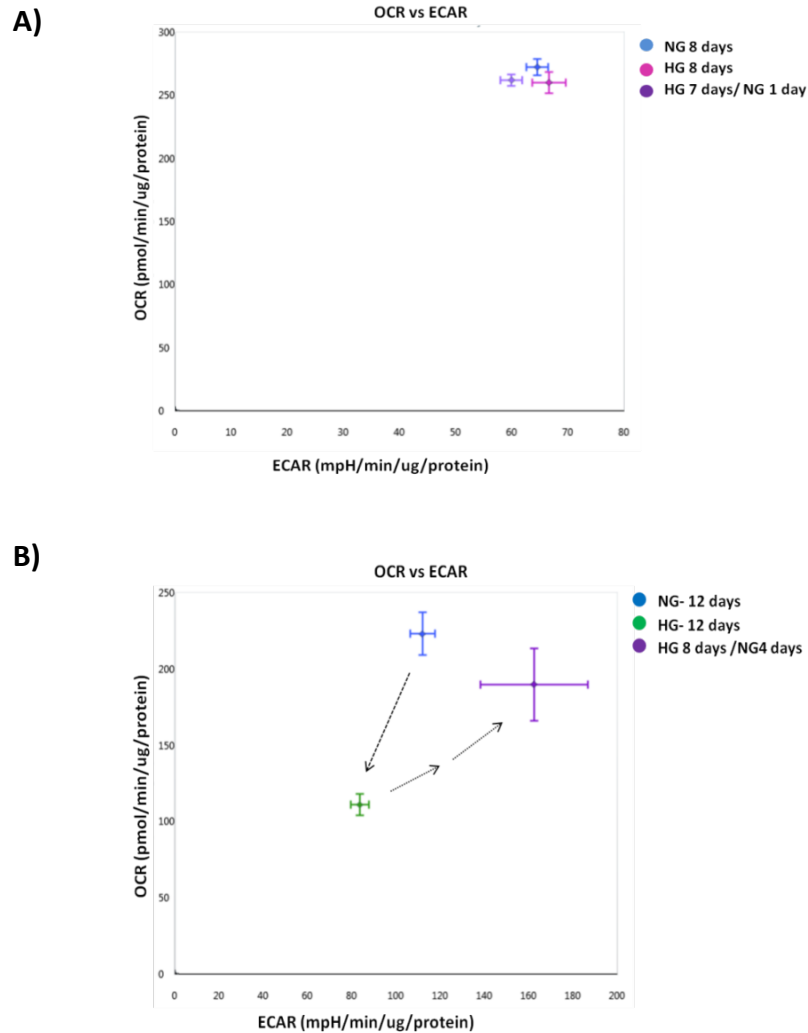 A)
OCR vs ECAR
300
250
200
150
100
50
0
0 10 20 30 40 50 60 70 80
OCR (pmol/min/ug/protein)
ECAR (mpH/min/ug/protein)
NG 8 days
HG 8 days
HG 7 days/ NG 1 day
B)
OCR vs ECAR
250
200
150
100
50
0
0 20 40 60 80 100 120 140 160 180 200
OCR (pmol/min/ug/protein)
ECAR (mpH/min/ug/protein)
NG- 12 days
HG- 12 days
HG 8 days /NG4 days